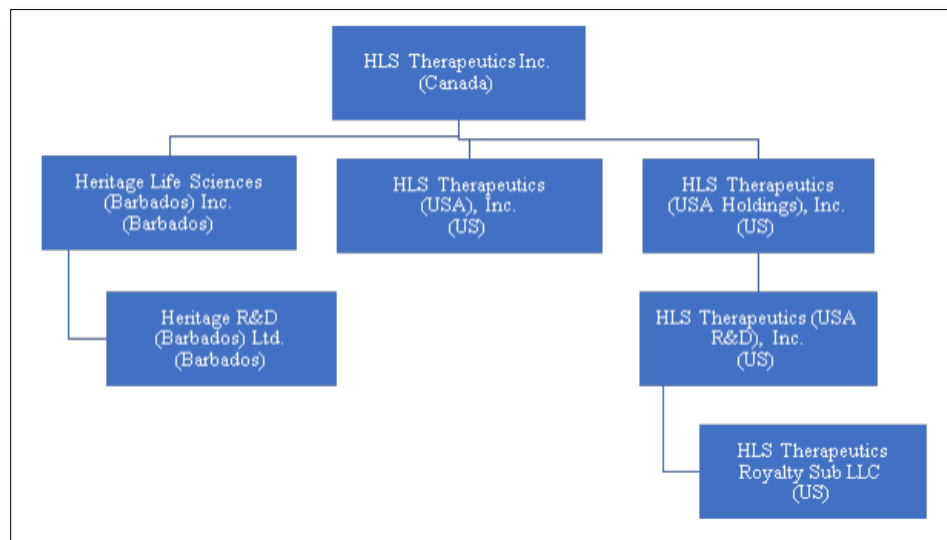 HLS Therapeutics Inc.
(Canada)
Heritage Life Sciences
(Barbados) Inc.
(Barbados)
HLS Therapeutics
(USA), Inc.
(US)
HLS Therapeutics
(USA Holdings), Inc.
(US)
Heritage R&D
(Barbados) Ltd.
(Barbados)
HLS Therapeutics (USA
R&D), Inc.
(US)
HLS Therapeutics
Royalty Sub LLC
(US)